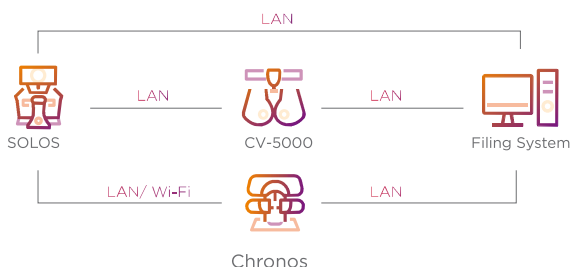 LAN
LAN
LAN
SOLOS
CV-5000
Filing System
LAN/ Wi-Fi
LAN
Chronos